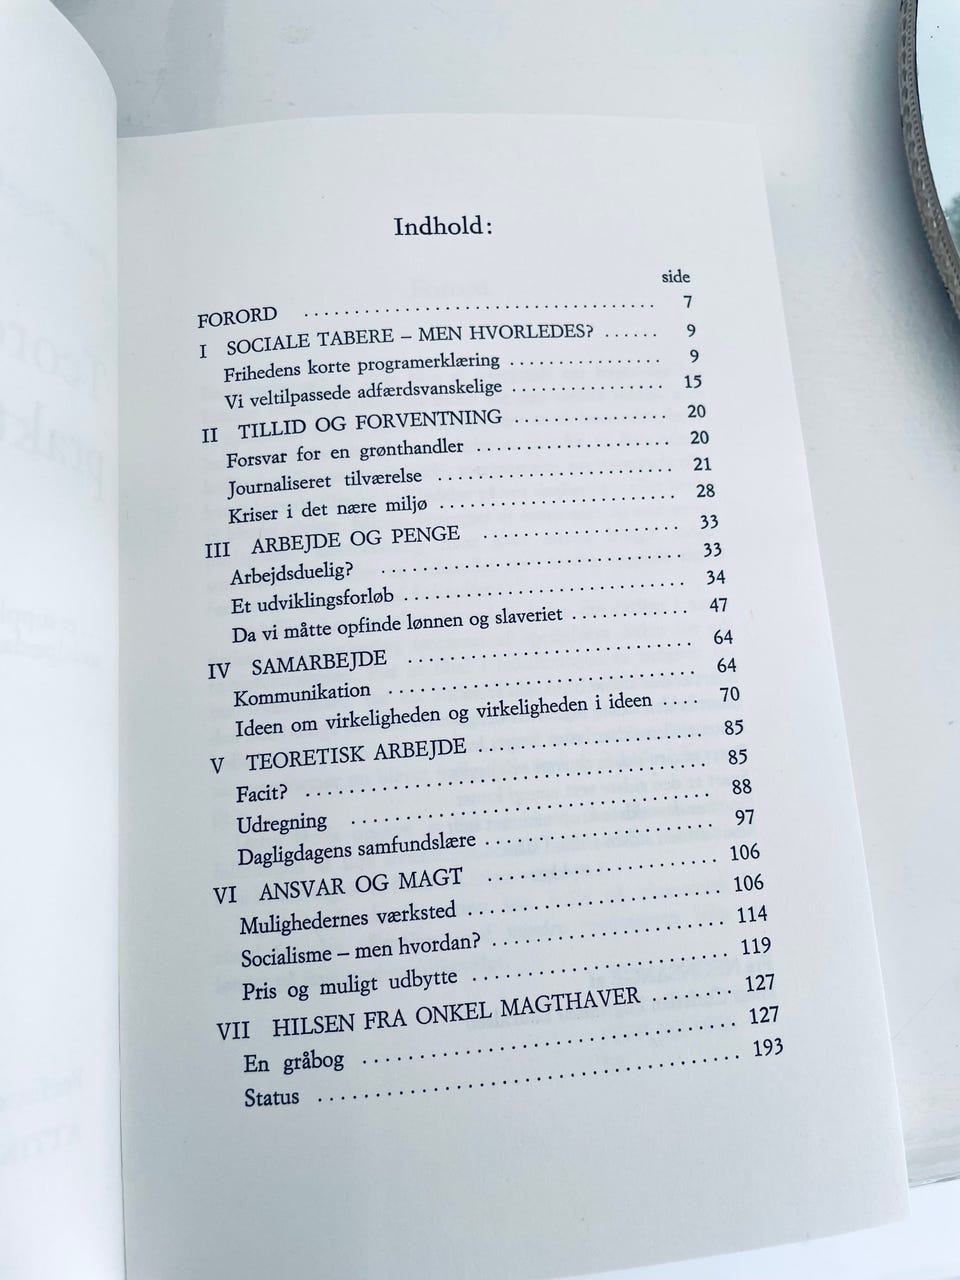 Indhold:
side
FORORD .................................... 7
I SOCIALE TABERE – MEN HVORLEDES? ...... 9
Frihedens korte programerklæring ................ 9
Vi veltilpassede adfærdsvanskelige ................ 15
II TILLID OG FORVENTNING ................ 20
Forsvar for en grønthandler .................... 20
Journaliseret tilværelse ........................ 21
Kriser i det nære miljø ........................ 28
III ARBEJDE OG PENGE .................... 33
Arbejdsduelig? ................................ 33
Et udviklingsforløb ............................ 34
Da vi måtte opfinde lønnen og slaveriet ............ 47
IV SAMARBEJDE ............................ 64
Kommunikation ................................ 64
Ideen om virkeligheden og virkeligheden i ideen .... 70
V TEORETISK ARBEJDE .................... 85
Facit? ........................................ 85
Udregning .................................... 88
Dagligdagens samfundslære ...................... 97
VI ANSVAR OG MAGT ...................... 106
Mulighedernes værksted ........................ 106
Socialisme – men hvordan? ...................... 114
Pris og muligt udbytte ........................ 119
VII HILSEN FRA ONKEL MAGTHAVER ........ 127
En gråbog .................................... 127
Status ........................................ 193